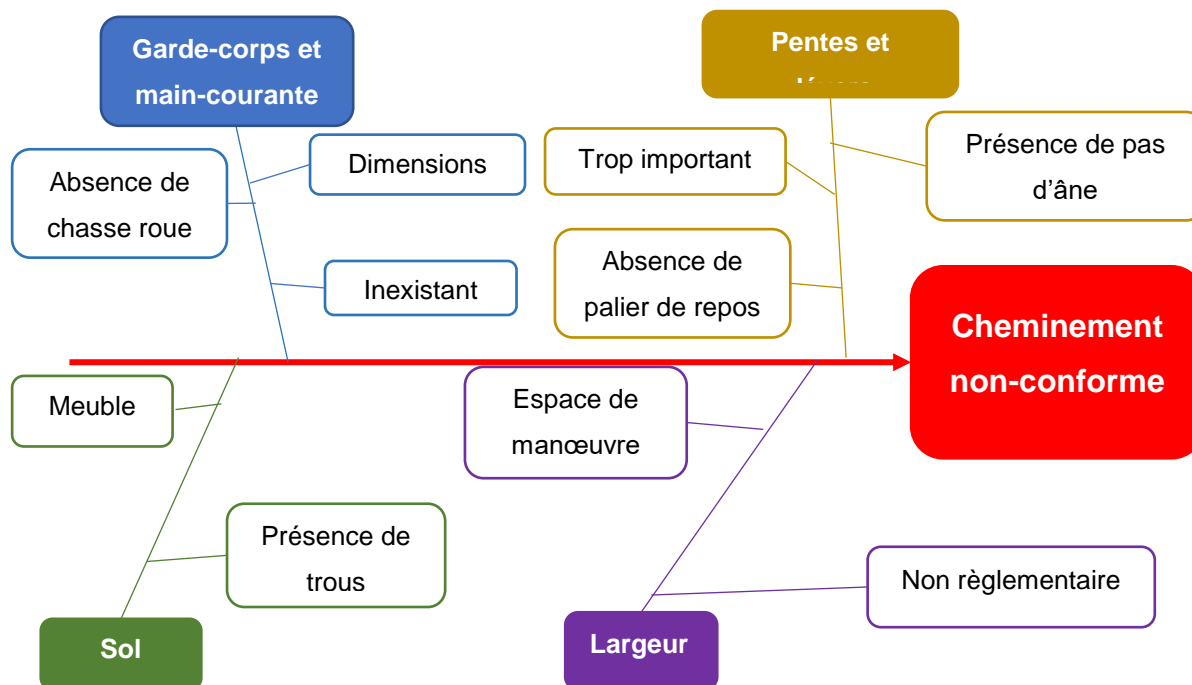 Garde-corps et
main-courante
Pentes et
Dimensions
Trop important
Présence de pas
d’âne
Absence de
chasse roue
Absence de
palier de repos
Inexistant
Cheminement
non-conforme
Meuble
Espace de
manœuvre
Présence de
trous
Non règlementaire
Sol
Largeur